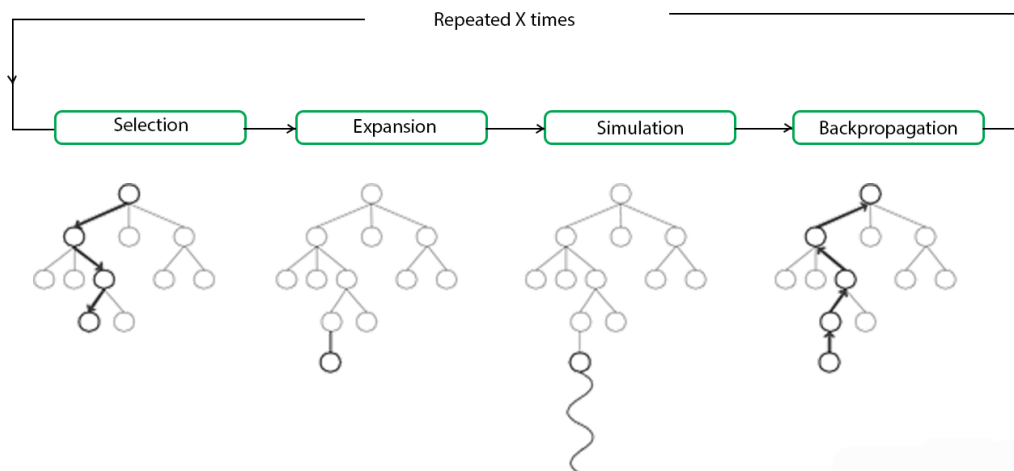 Repeated X times
Selection
Expansion
Simulation
Backpropagation